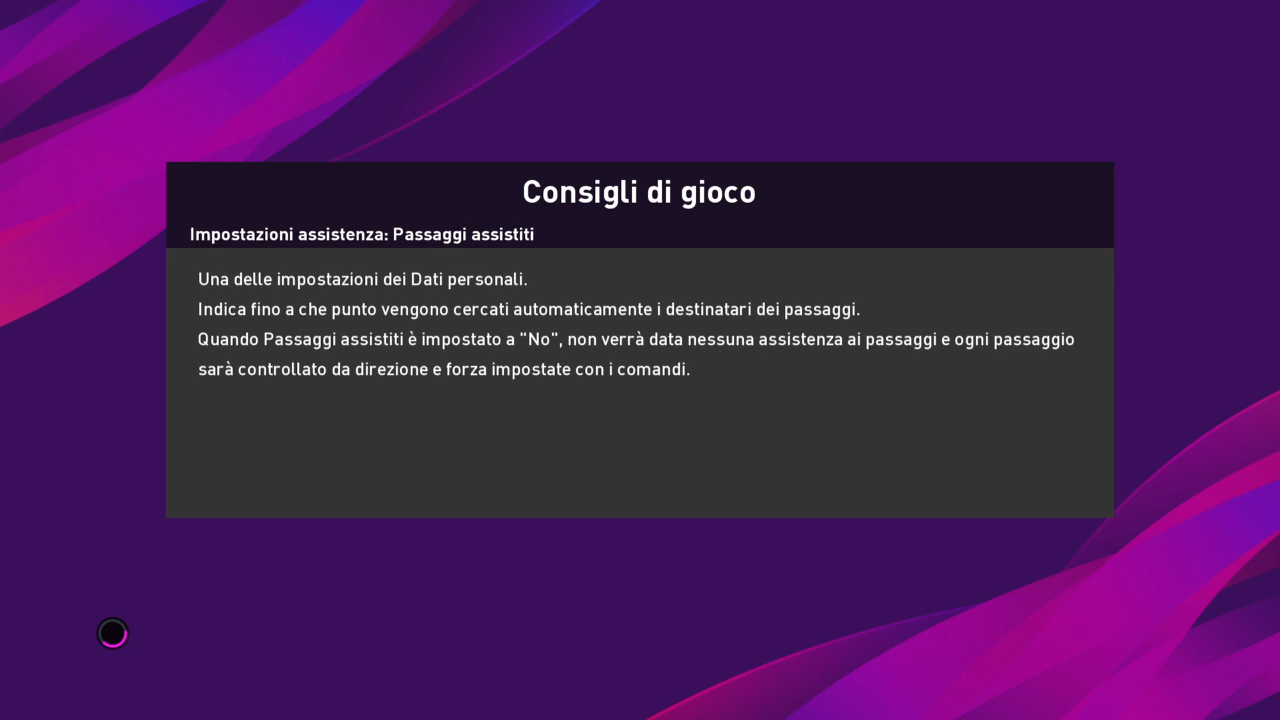 Consigli di gioco
Impostazioni assistenza: Passaggi assistiti
Una delle impostazioni dei Dati personali.
Indica fino a che punto vengono cercati automaticamente i destinatari dei passaggi.
Quando Passaggi assistiti è impostato a "No", non verrà data nessuna assistenza ai passaggi e ogni passaggio
sarà controllato da direzione e forza impostate con i comandi.